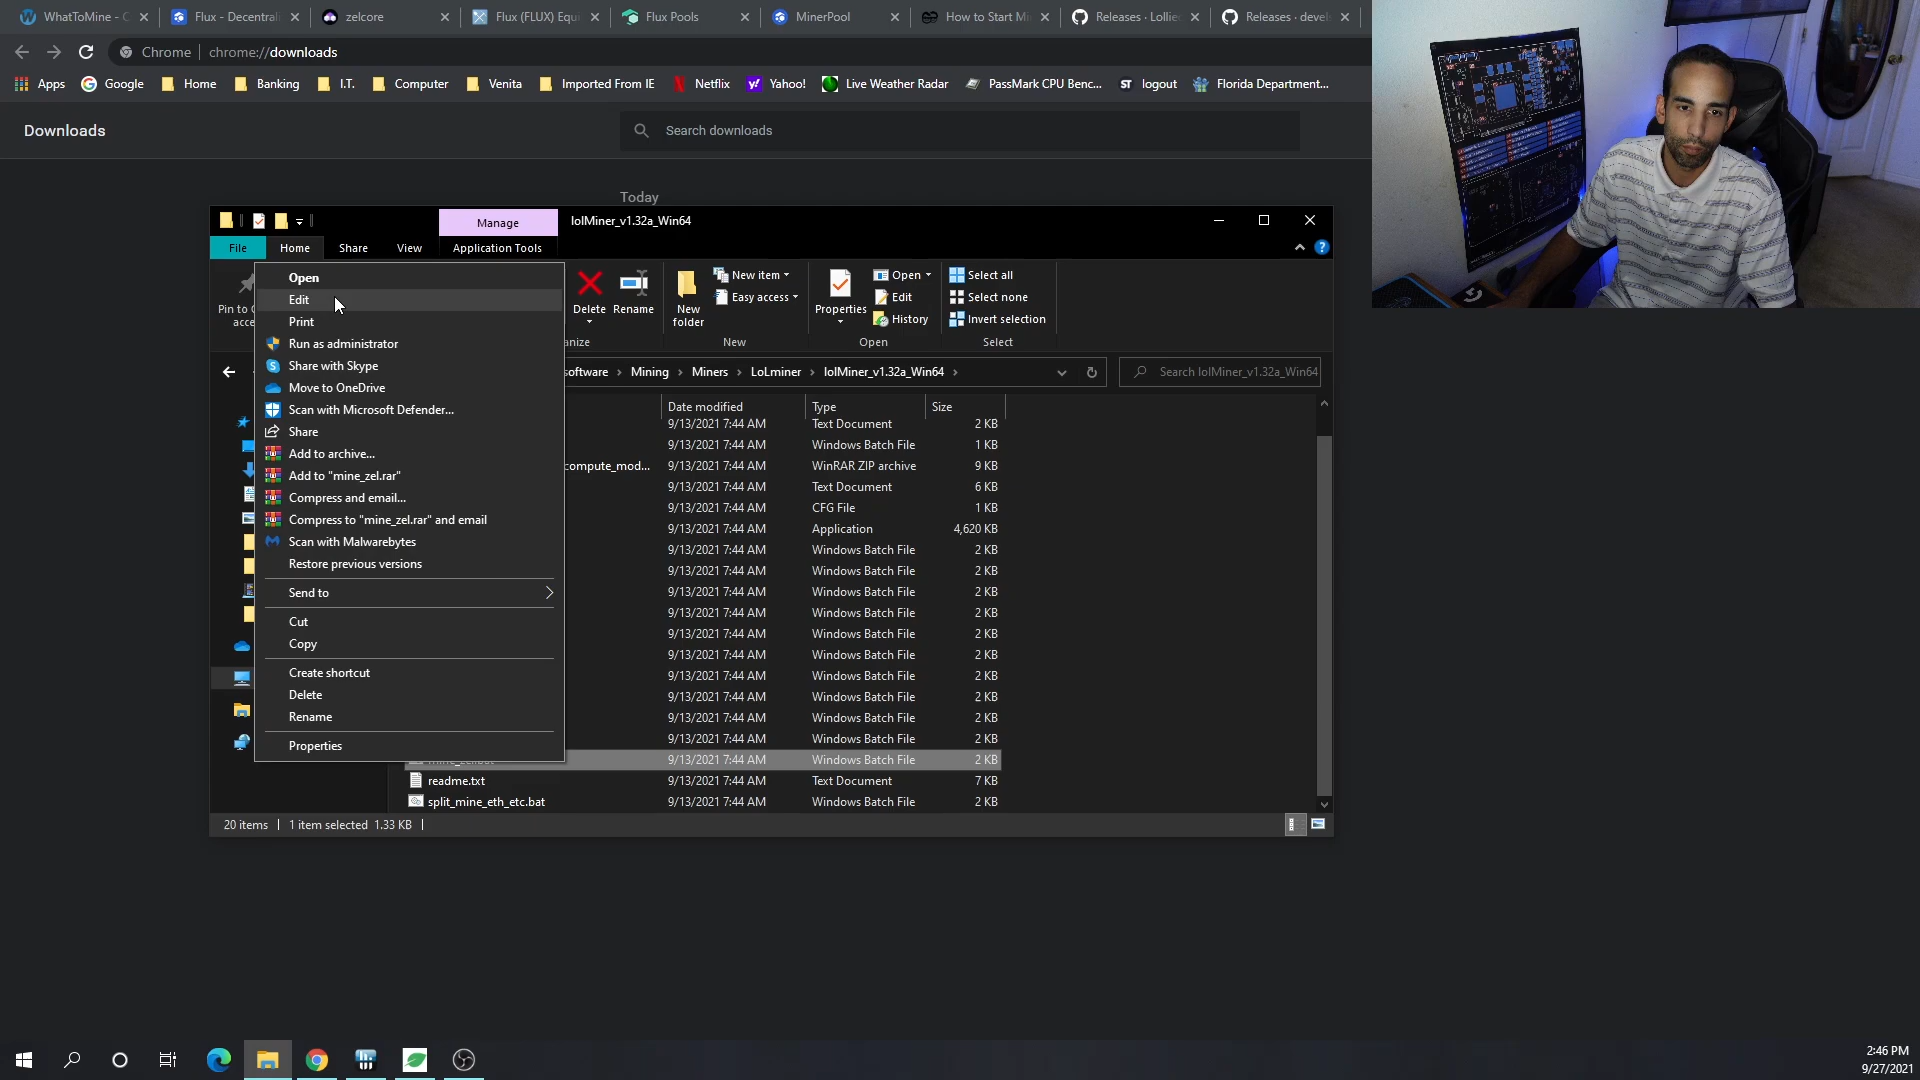 WhatToMine - C
Flux - Decentrali
zelcore
Flux (FLUX) Equi
Flux Pools
MinerPool
How to Start Mi
Releases · Lollie
Releases · devel
Chrome | chrome://downloads
Apps
Google
Home
Banking
I.T.
Computer
Venita
Imported From IE
Netflix
Yahoo!
Live Weather Radar
PassMark CPU Benc...
ST logout
Florida Department...
Downloads
Search downloads
Today
Manage
lolMiner_v1.32a_Win64
File
Home
Share
View
Application Tools
Pin to
acce
Delete
Rename
New folder
New item
Easy access
Properties
Open
Edit
History
Select all
Select none
Invert selection
anize
New
Open
Select
software > Mining > Miners > LoLminer > lolMiner_v1.32a_Win64 >
Search lolMiner_v1.32a_Win64
Open
Edit
Print
Run as administrator
Share with Skype
Move to OneDrive
Scan with Microsoft Defender...
Share
Add to archive...
Add to "mine_zel.rar"
Compress and email...
Compress to "mine_zel.rar" and email
Scan with Malwarebytes
Restore previous versions
Send to
Cut
Copy
Create shortcut
Delete
Rename
Properties
Date modified Type Size
9/13/2021 7:44 AM Text Document 2 KB
9/13/2021 7:44 AM Windows Batch File 1 KB
compute_mod... 9/13/2021 7:44 AM WinRAR ZIP archive 9 KB
9/13/2021 7:44 AM Text Document 6 KB
9/13/2021 7:44 AM CFG File 1 KB
9/13/2021 7:44 AM Application 4,620 KB
9/13/2021 7:44 AM Windows Batch File 2 KB
9/13/2021 7:44 AM Windows Batch File 2 KB
9/13/2021 7:44 AM Windows Batch File 2 KB
9/13/2021 7:44 AM Windows Batch File 2 KB
9/13/2021 7:44 AM Windows Batch File 2 KB
9/13/2021 7:44 AM Windows Batch File 2 KB
9/13/2021 7:44 AM Windows Batch File 2 KB
9/13/2021 7:44 AM Windows Batch File 2 KB
9/13/2021 7:44 AM Windows Batch File 2 KB
9/13/2021 7:44 AM Windows Batch File 2 KB
9/13/2021 7:44 AM Windows Batch File 2 KB
readme.txt 9/13/2021 7:44 AM Text Document 7 KB
split_mine_eth_etc.bat 9/13/2021 7:44 AM Windows Batch File 2 KB
20 items | 1 item selected 1.33 KB |
2:46 PM
9/27/2021